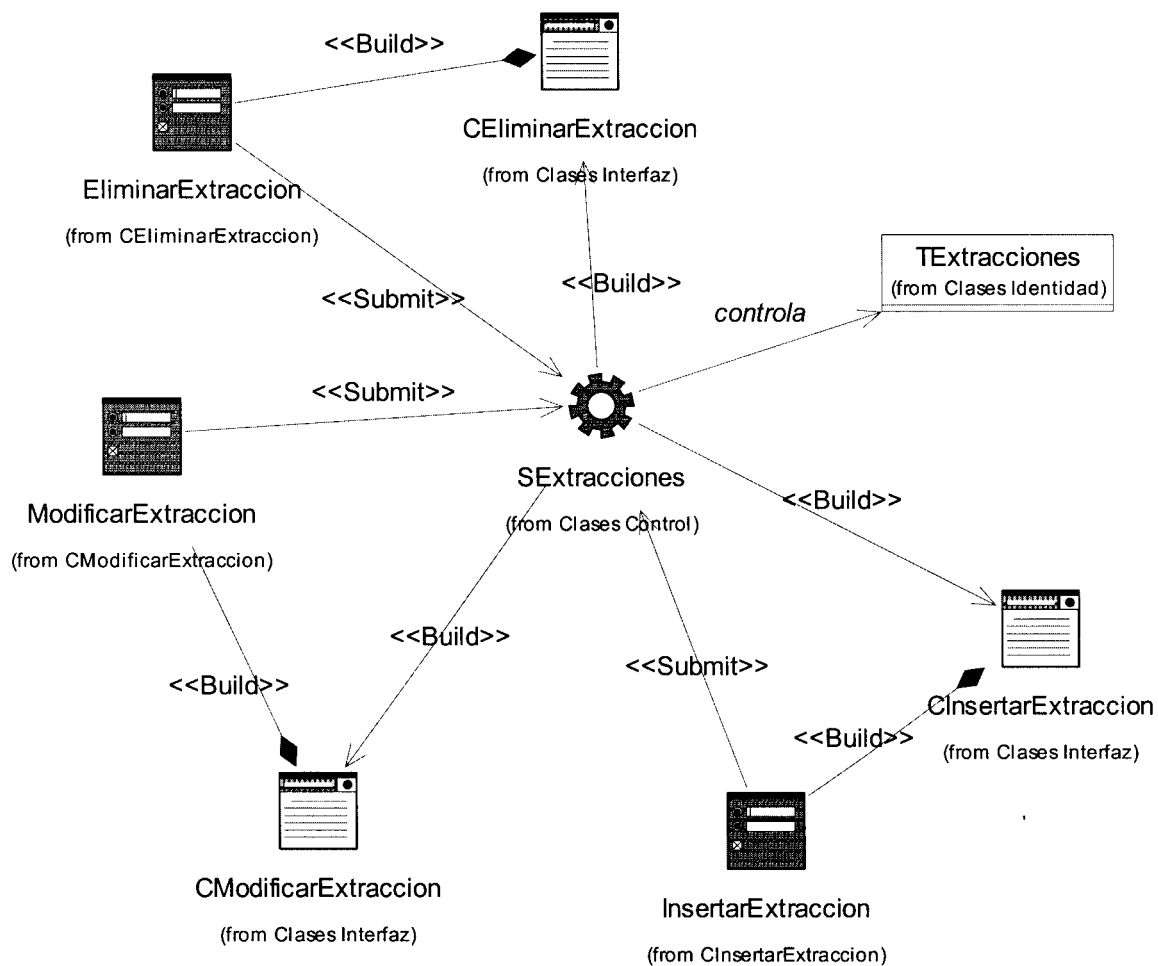 <<Build>>
CEliminarExtraccion
(from Clases Interfaz)
EliminarExtraccion
(from CEliminarExtraccion)
<<Submit>>
<<Build>>
TExtracciones
(from Clases Identidad)
controla
<<Submit>>
SExtracciones
(from Clases Control)
ModificarExtraccion
(from CModificarExtraccion)
<<Build>>
<<Build>>
<<Submit>>
<<Build>>
CInsertarExtraccion
(from Clases Interfaz)
<<Build>>
CModificarExtraccion
(from Clases Interfaz)
InsertarExtraccion
(from CInsertarExtraccion)